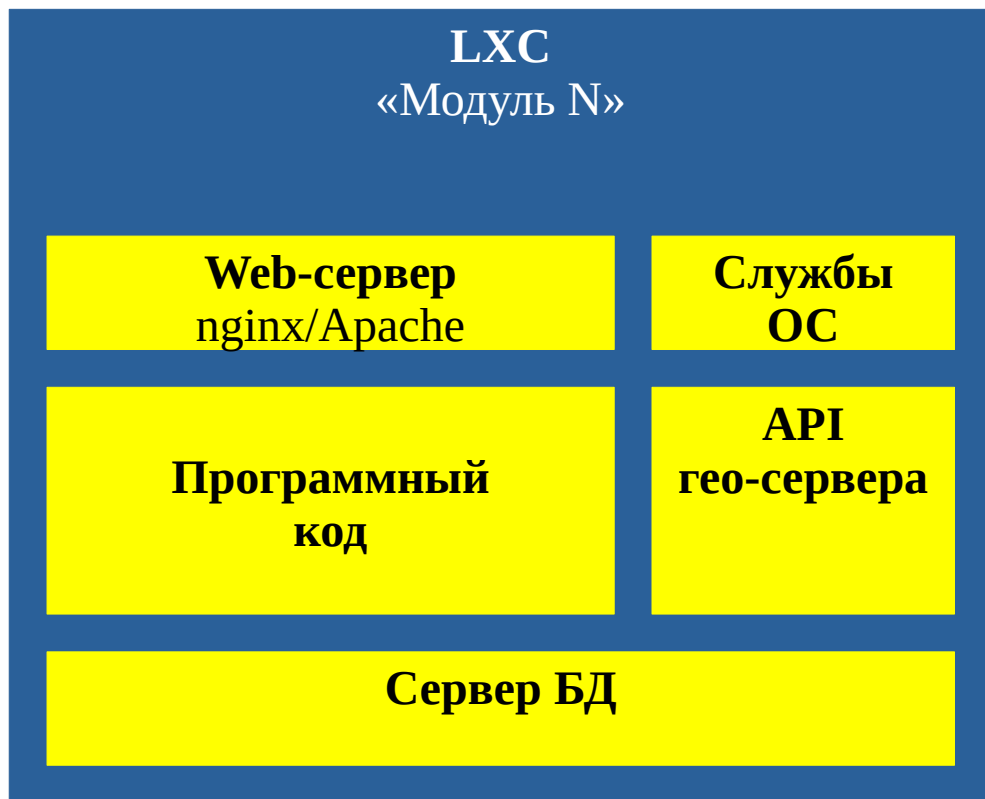 LXC
«Модуль N»
Web-сервер
nginx/Apache
Службы
ОС
Программный
код
API
гео-сервера
Сервер БД